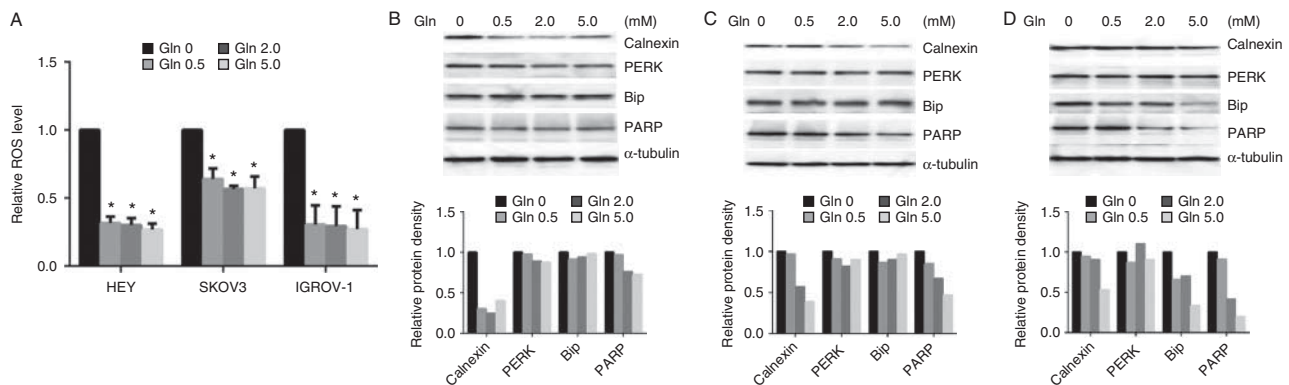 A
Gln 0 Gln 2.0
Gln 0.5 Gln 5.0
Relative ROS level
1.5
1.0
0.5
0.0
HEY SKOV3 IGROV-1
* * * * * * * * *
B
Gln 0 0.5 2.0 5.0 (mM)
Calnexin
PERK
Bip
PARP
α-tubulin
Gln 0 Gln 2.0
Gln 0.5 Gln 5.0
Relative protein density
1.5
1.0
0.5
0.0
Calnexin PERK Bip PARP
C
Gln 0 0.5 2.0 5.0 (mM)
Calnexin
PERK
Bip
PARP
α-tubulin
Gln 0 Gln 2.0
Gln 0.5 Gln 5.0
Relative protein density
1.5
1.0
0.5
0.0
Calnexin PERK Bip PARP
D
Gln 0 0.5 2.0 5.0 (mM)
Calnexin
PERK
Bip
PARP
α-tubulin
Gln 0 Gln 2.0
Gln 0.5 Gln 5.0
Relative protein density
1.5
1.0
0.5
0.0
Calnexin PERK Bip PARP